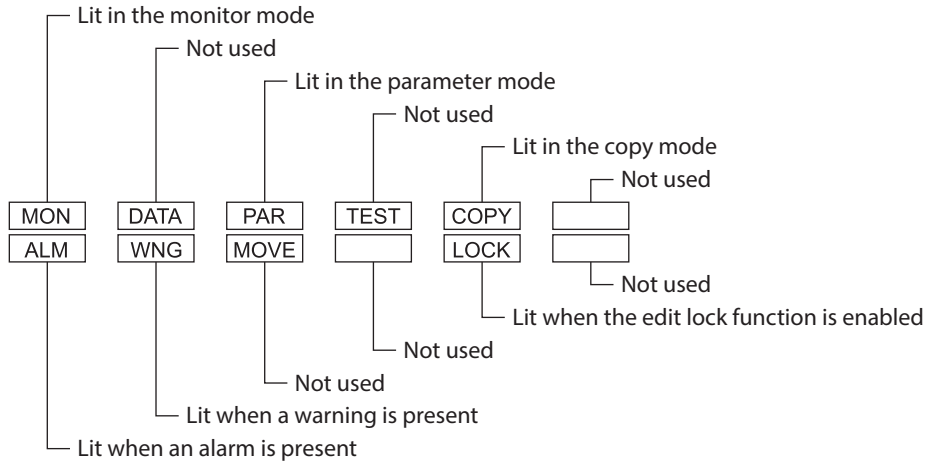 Lit in the monitor mode
Not used
Lit in the parameter mode
Not used
Lit in the copy mode
Not used
MON DATA PAR TEST COPY
ALM WNG MOVE LOCK
Not used
Lit when the edit lock function is enabled
Not used
Not used
Lit when a warning is present
Lit when an alarm is present